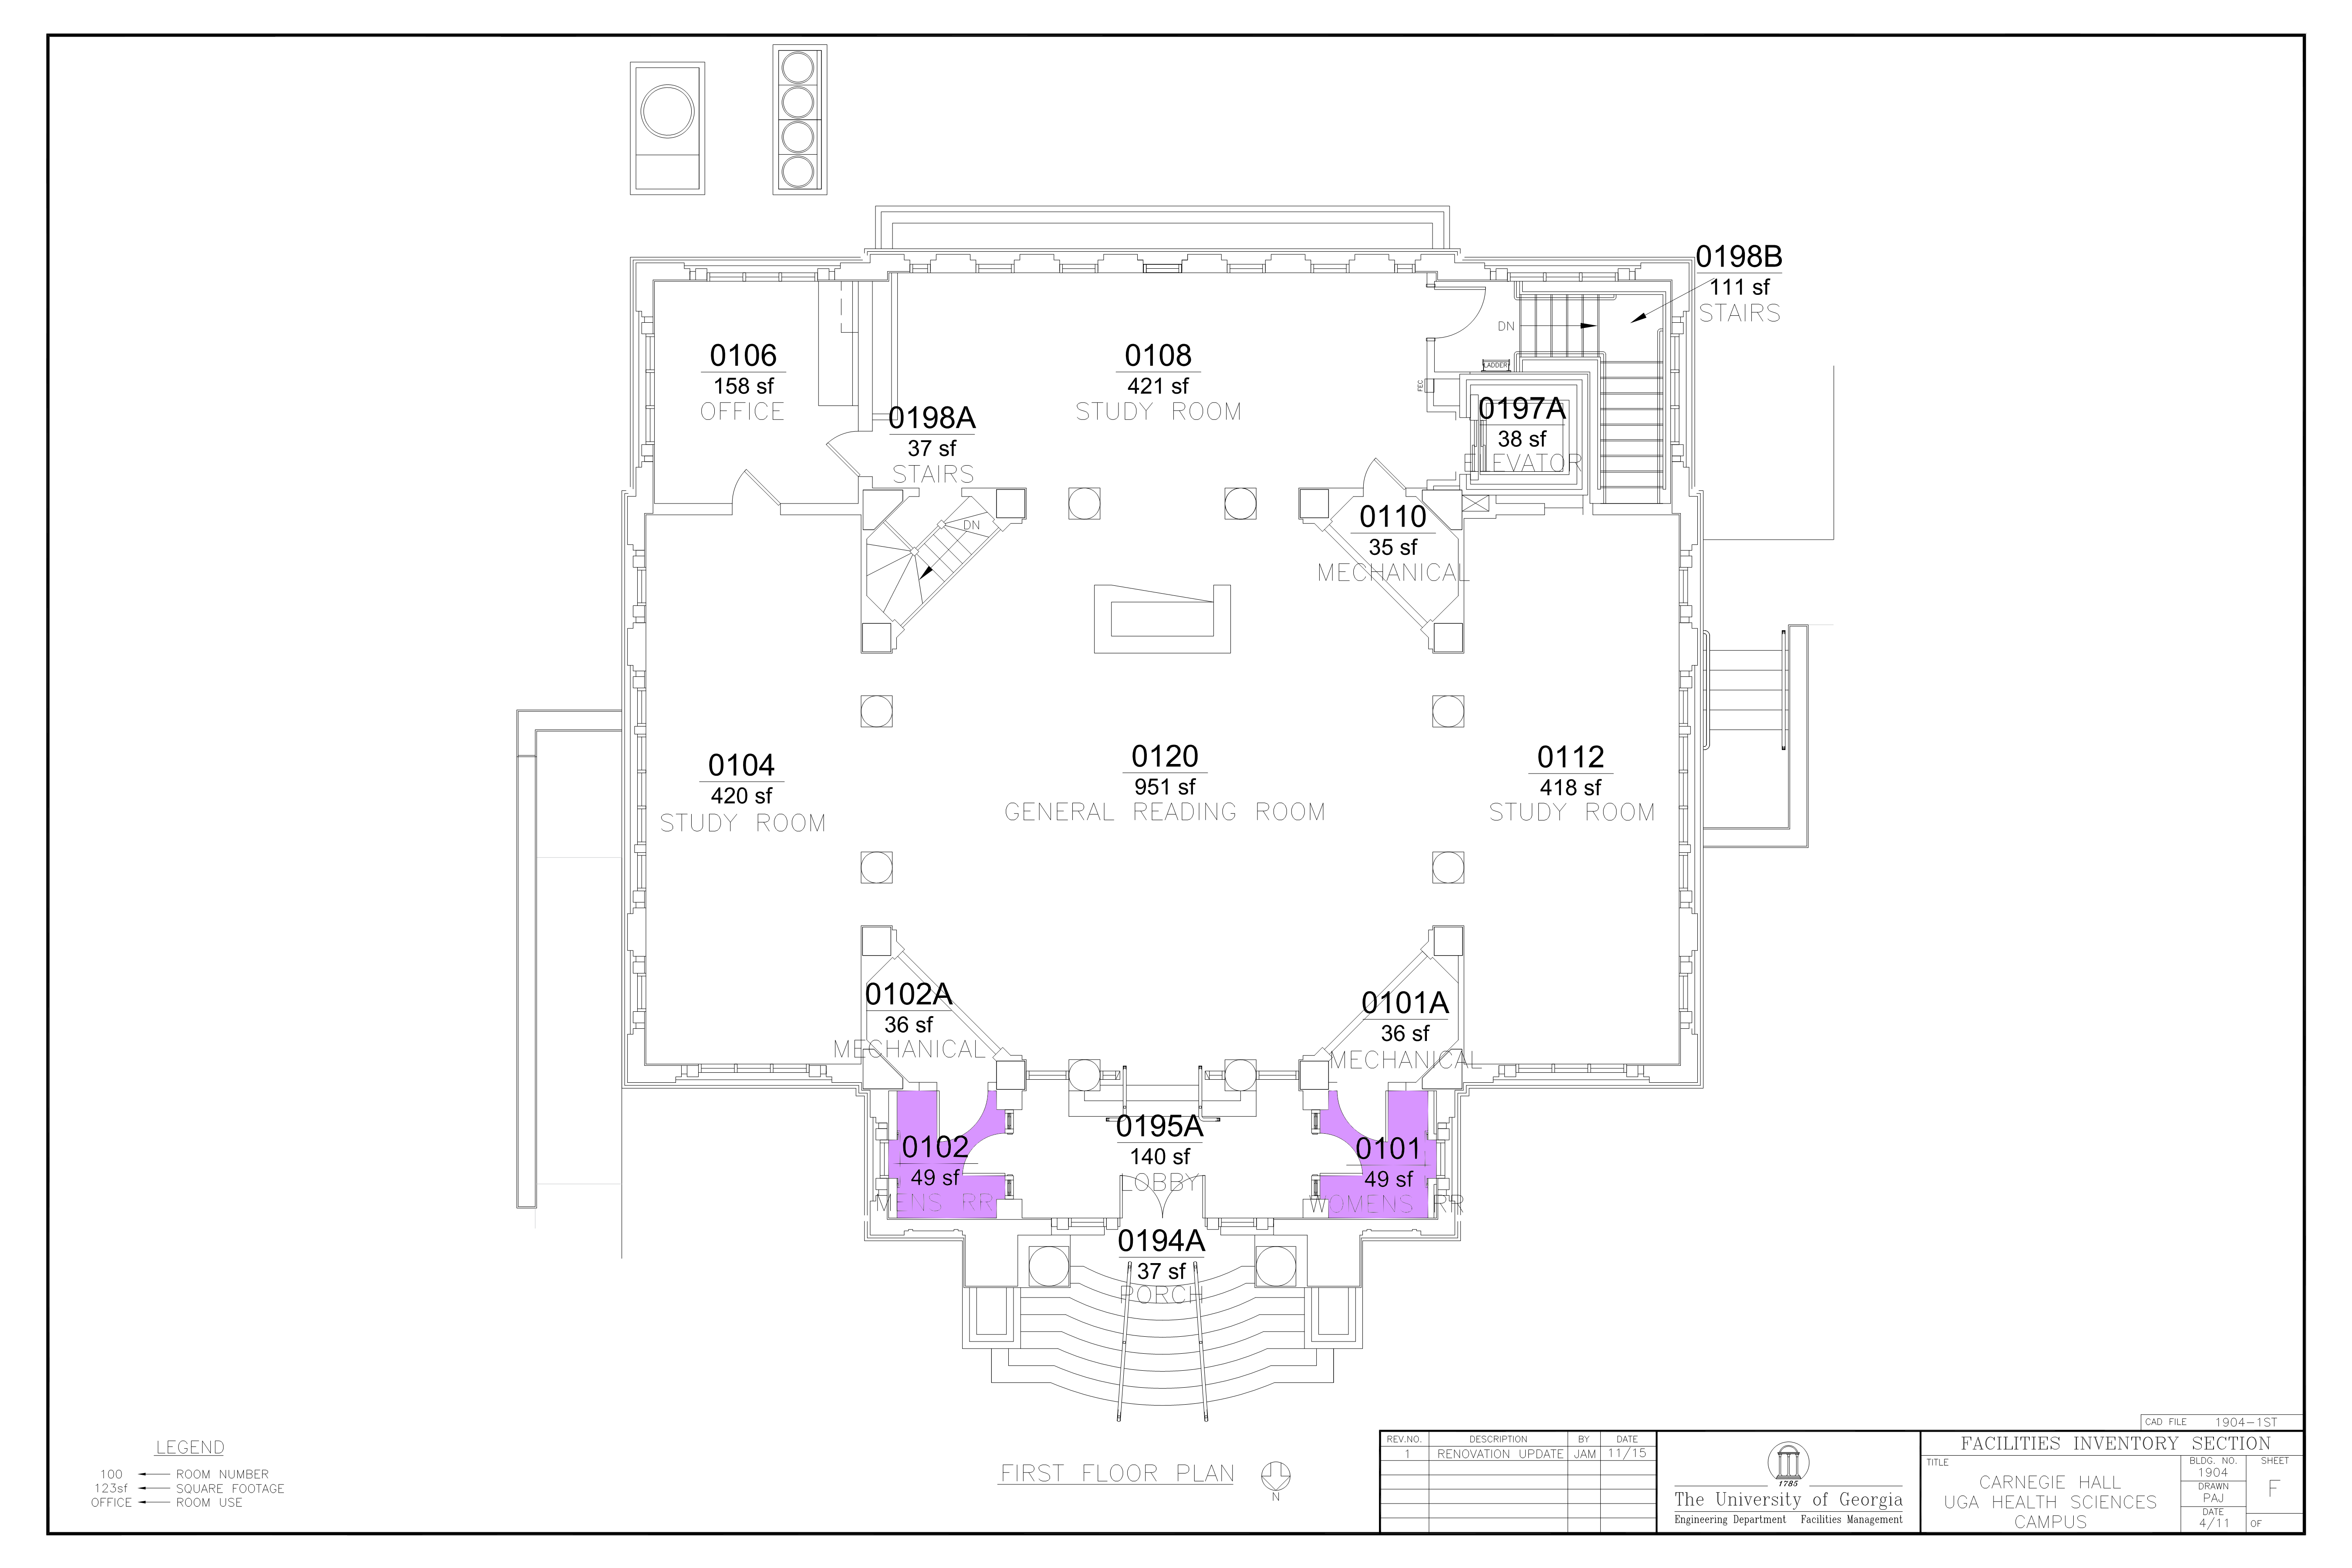 0198B
111 sf
STAIRS
DN
0106
158 sf
OFFICE
0108
421 sf
STUDY ROOM
LADDER
FEC
0197A
38 sf
ELEVATOR
0198A
37 sf
STAIRS
DN
0110
35 sf
MECHANICAL
0104
420 sf
STUDY ROOM
0120
951 sf
GENERAL READING ROOM
0112
418 sf
STUDY ROOM
0102A
36 sf
MECHANICAL
0101A
36 sf
MECHANICAL
0102
49 sf
MENS RR
0195A
140 sf
LOBBY
0101
49 sf
WOMENS RR
0194A
37 sf
PORCH
LEGEND
100 ROOM NUMBER
123sf SQUARE FOOTAGE
OFFICE ROOM USE
FIRST FLOOR PLAN
N
CAD FILE 1904-1ST
REV.NO. DESCRIPTION BY DATE
1 RENOVATION UPDATE JAM 11/15
1785
The University of Georgia
Engineering Department Facilities Management
FACILITIES INVENTORY SECTION
TITLE
CARNEGIE HALL
UGA HEALTH SCIENCES
CAMPUS
BLDG. NO.
1904
DRAWN
PAJ
DATE
4/11
SHEET
F
OF